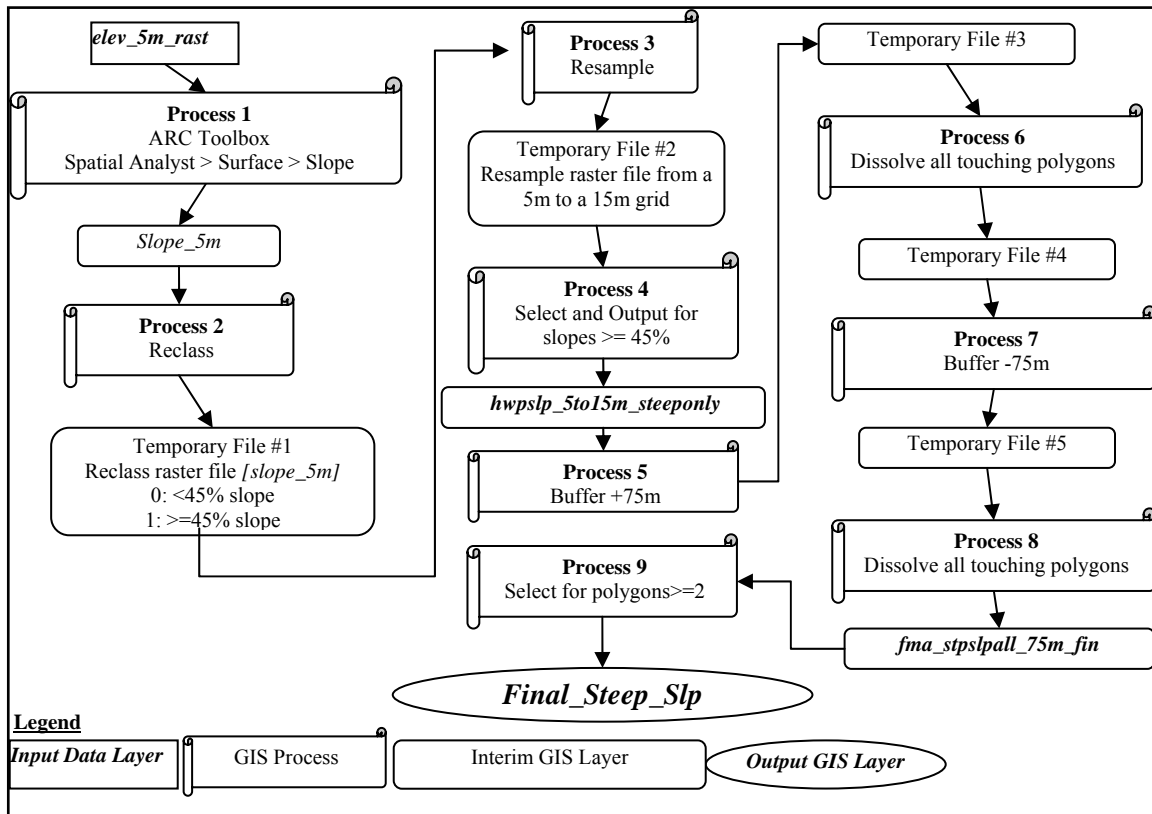 elev_5m_rast
Process 1
ARC Toolbox
Spatial Analyst > Surface > Slope
Slope_5m
Process 2
Reclass
Temporary File #1
Reclass raster file [slope_5m]
0: <45% slope
1: >=45% slope
Process 3
Resample
Temporary File #2
Resample raster file from a
5m to a 15m grid
Process 4
Select and Output for
slopes >= 45%
hwpslp_5to15m_steeponly
Process 5
Buffer +75m
Temporary File #3
Process 6
Dissolve all touching polygons
Temporary File #4
Process 7
Buffer -75m
Temporary File #5
Process 8
Dissolve all touching polygons
fma_stpslpall_75m_fin
Process 9
Select for polygons>=2
Final_Steep_Slp
Legend
Input Data Layer
GIS Process
Interim GIS Layer
Output GIS Layer